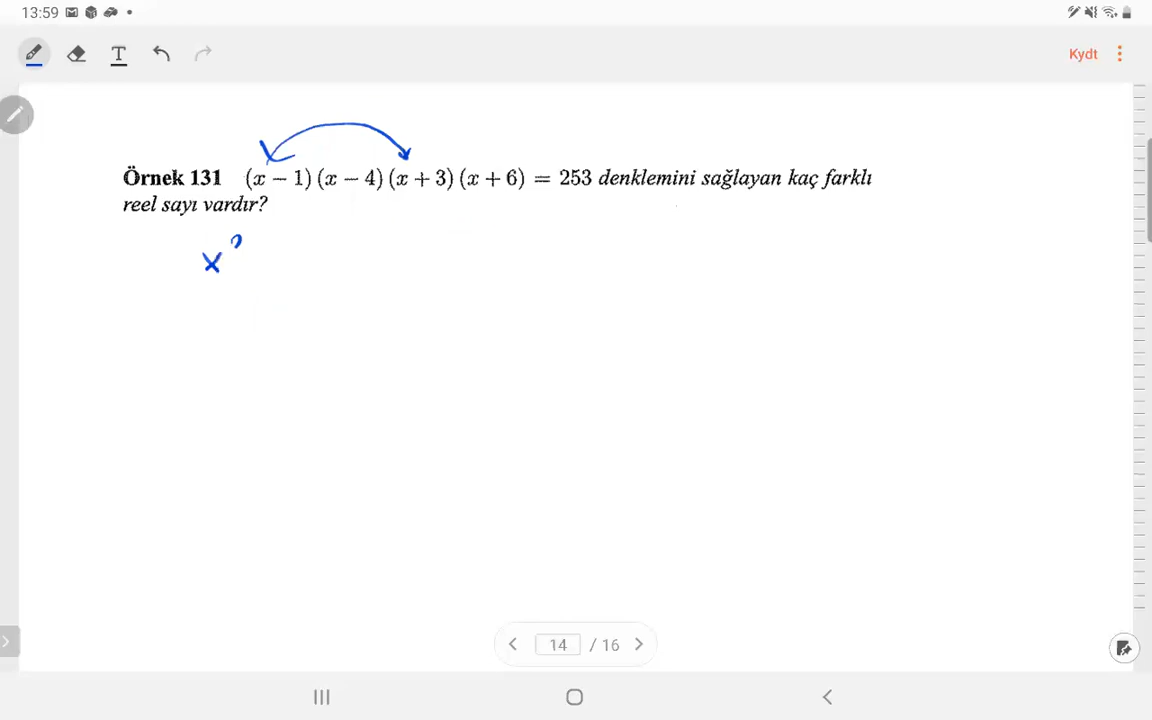 13:59
Kydt
Örnek 131 (x − 1) (x − 4) (x + 3) (x + 6) = 253 denklemini sağlayan kaç farklı
reel sayı vardır?
x²
14 / 16